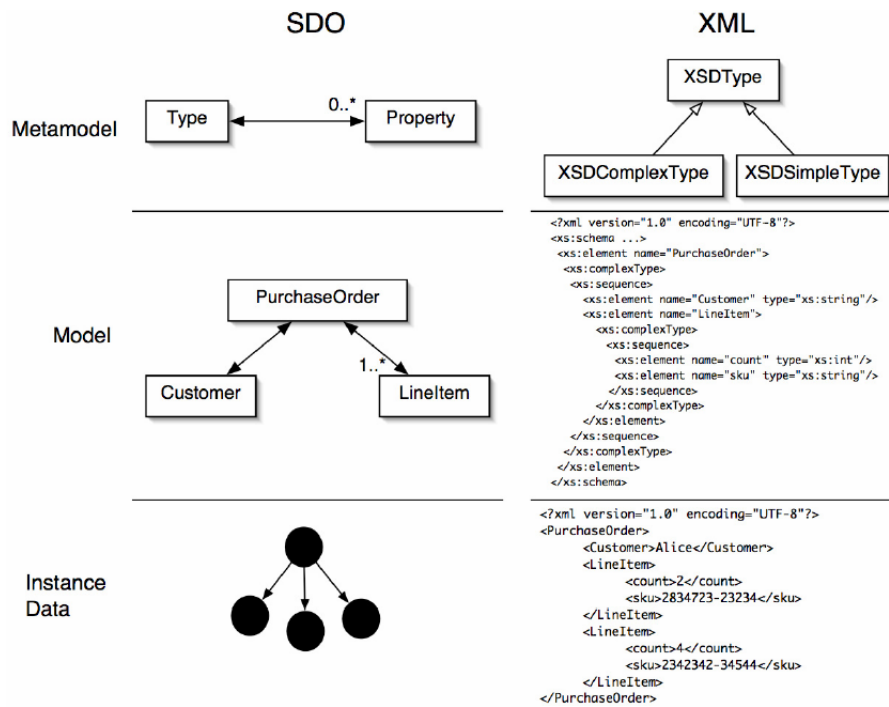 SDO
XML
Metamodel
Type
0..*
Property
XSDType
XSDComplexType
XSDSimpleType
Model
PurchaseOrder
1..*
Customer
LineItem
<?xml version="1.0" encoding="UTF-8"?>
<xs:schema ...>
<xs:element name="PurchaseOrder">
<xs:complexType>
<xs:sequence>
<xs:element name="Customer" type="xs:string"/>
<xs:element name="LineItem">
<xs:complexType>
<xs:sequence>
<xs:element name="count" type="xs:int"/>
<xs:element name="sku" type="xs:string"/>
</xs:sequence>
</xs:complexType>
</xs:element>
</xs:sequence>
</xs:complexType>
</xs:element>
</xs:schema>
Instance
Data
<?xml version="1.0" encoding="UTF-8"?>
<PurchaseOrder>
<Customer>Alice</Customer>
<LineItem>
<count>2</count>
<sku>2834723-23234</sku>
</LineItem>
<LineItem>
<count>4</count>
<sku>2342342-34544</sku>
</LineItem>
</PurchaseOrder>